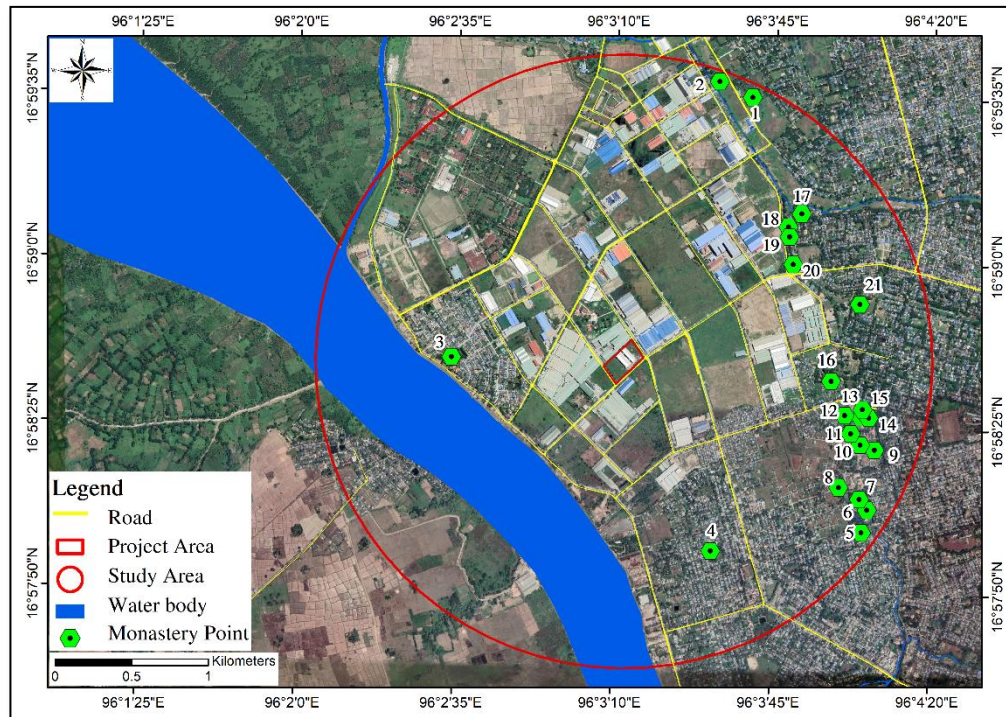 96°1'25"E 96°2'0"E 96°2'35"E 96°3'10"E 96°3'45"E 96°4'20"E
16°59'35"N 16°59'35"N
2
1
17
18
19
16°59'0"N 16°59'0"N
20
21
3
16
13 15
12 14
16°58'25"N 16°58'25"N
11
10 9
8 7
6
5
4
16°57'50"N 16°57'50"N
Legend
Road
Project Area
Study Area
Water body
Monastery Point
Kilometers
0 0.5 1
96°1'25"E 96°2'0"E 96°2'35"E 96°3'10"E 96°3'45"E 96°4'20"E